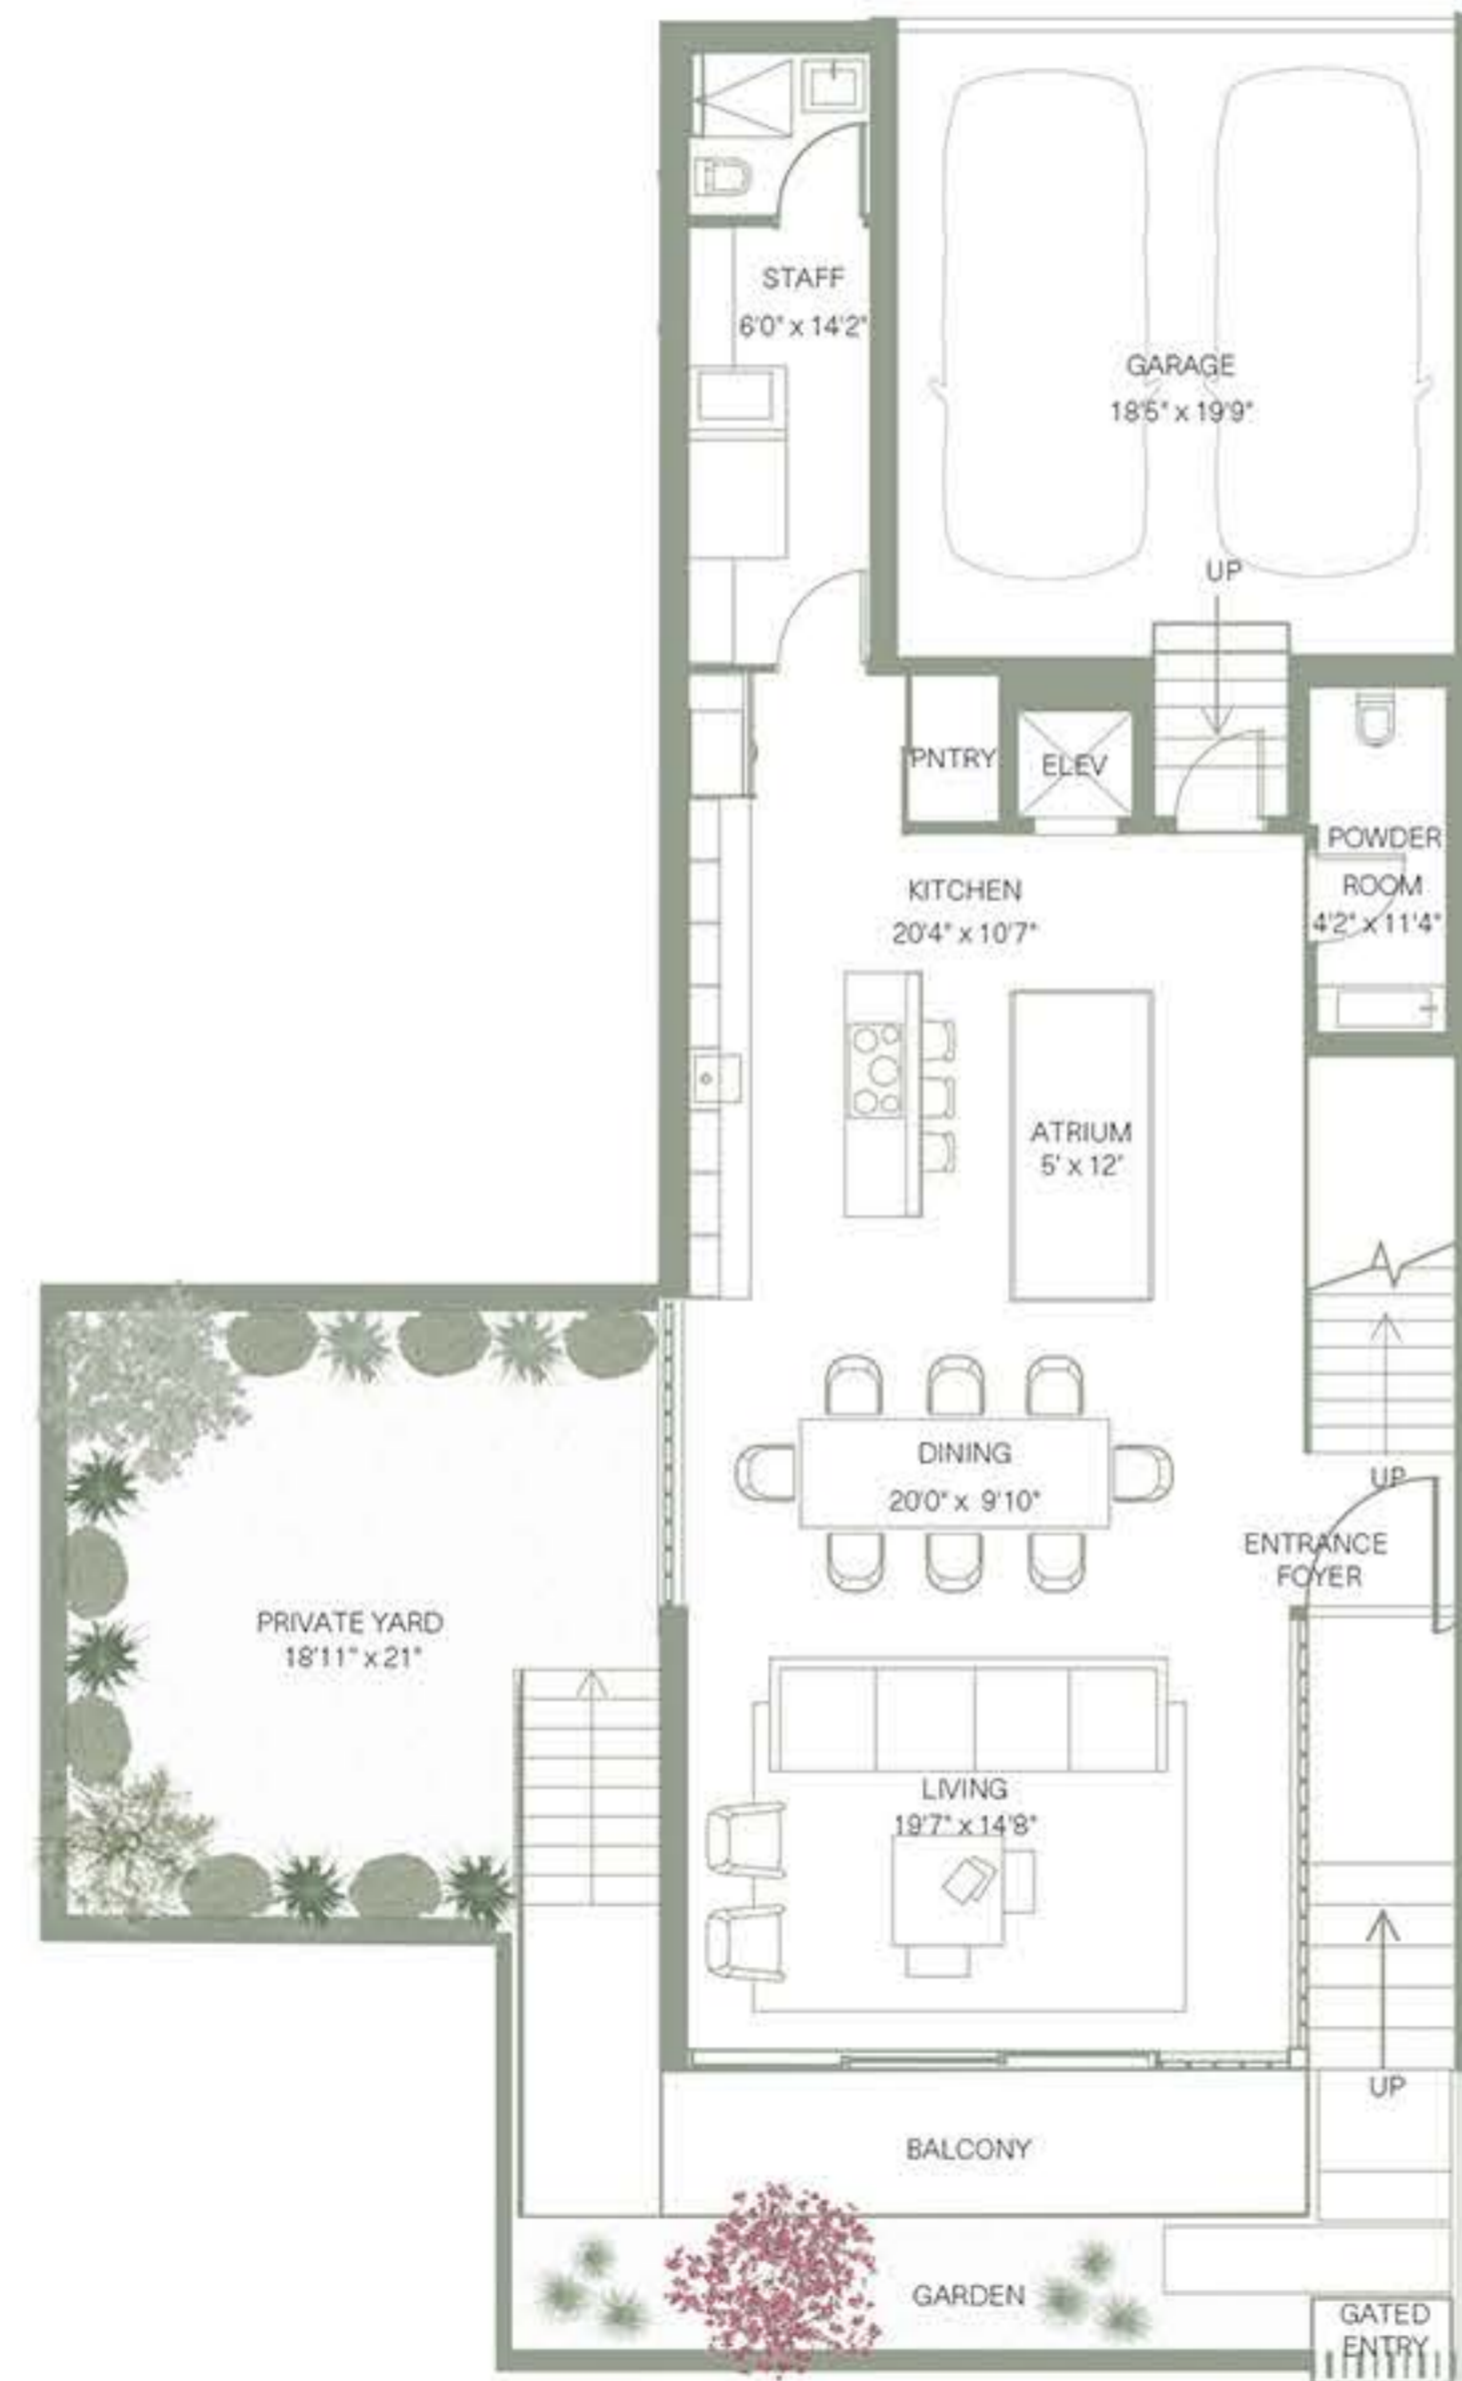 STAFF
6'0" x 14'2"
GARAGE
18'5" x 19'9"
UP
PNTRY
ELEV
POWDER
ROOM
4'2" x 11'4"
KITCHEN
20'4" x 10'7"
ATRIUM
5' x 12'
DINING
20'0" x 9'10"
UP
ENTRANCE
FOYER
PRIVATE YARD
18'11" x 21"
LIVING
19'7" x 14'8"
UP
BALCONY
GARDEN
GATED
ENTRY